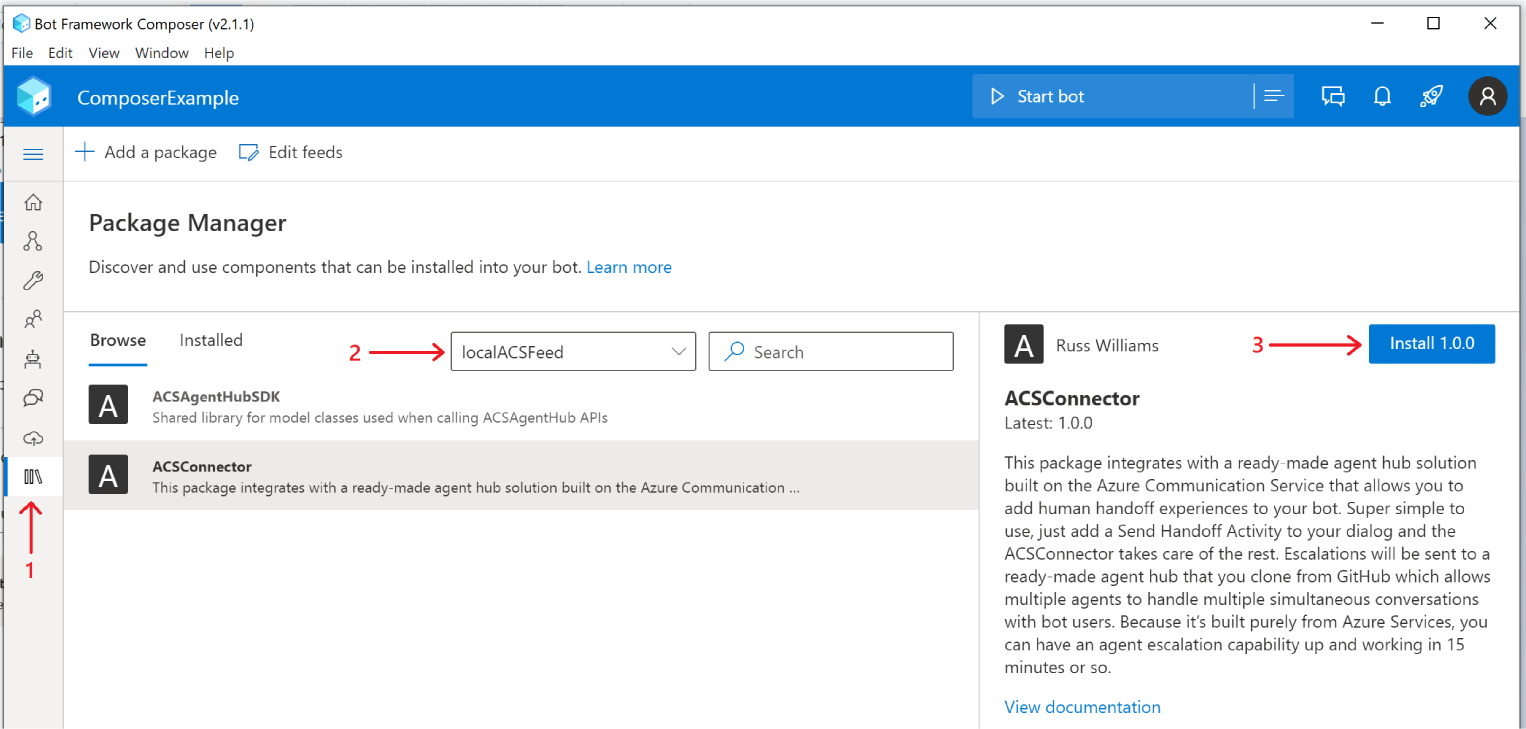 Bot Framework Composer (v2.1.1)
File Edit View Window Help
ComposerExample
Start bot
Add a package Edit feeds
Package Manager
Discover and use components that can be installed into your bot. Learn more
Browse Installed
2
localACSFeed
Search
A
ACSAgentHubSDK
Shared library for model classes used when calling ACSAgentHub APIs
A
ACSConnector
This package integrates with a ready-made agent hub solution built on the Azure Communication ...
1
A
Russ Williams
3
Install 1.0.0
ACSConnector
Latest: 1.0.0
This package integrates with a ready-made agent hub solution
built on the Azure Communication Service that allows you to
add human handoff experiences to your bot. Super simple to
use, just add a Send Handoff Activity to your dialog and the
ACSConnector takes care of the rest. Escalations will be sent to a
ready-made agent hub that you clone from GitHub which allows
multiple agents to handle multiple simultaneous conversations
with bot users. Because it's built purely from Azure Services, you
can have an agent escalation capability up and working in 15
minutes or so.
View documentation